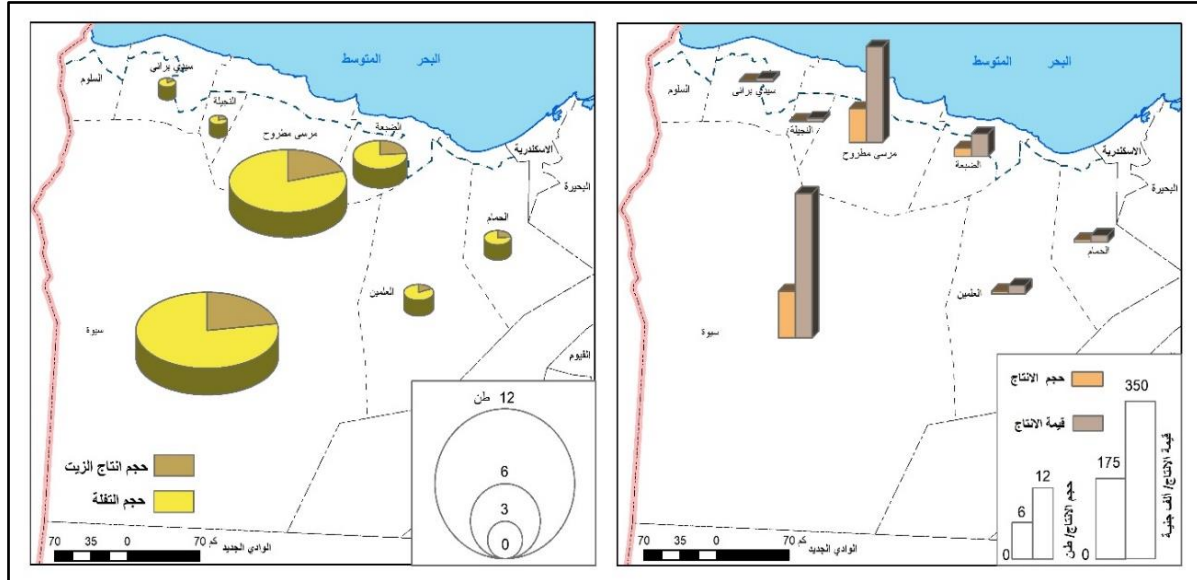 البحر المتوسط
السلوم
سيدي براني
النجيلة
مرسى مطروح
الضبعة
الاسكندرية
البحيرة
الحمام
العلمين
سيوة
الفيوم
حجم انتاج الزيت
حجم التفلة
12 طن
6
3
0
70 35 0 70 كم
الوادي الجديد
البحر المتوسط
السلوم
سيدي براني
النجيلة
مرسى مطروح
الضبعة
الاسكندرية
البحيرة
الحمام
العلمين
سيوة
حجم الانتاج
قيمة الانتاج
350
175
0
12
6
0
حجم الانتاج/ طن
قيمة الانتاج/ الف جنية
70 35 0 70 كم
الوادي الجديد